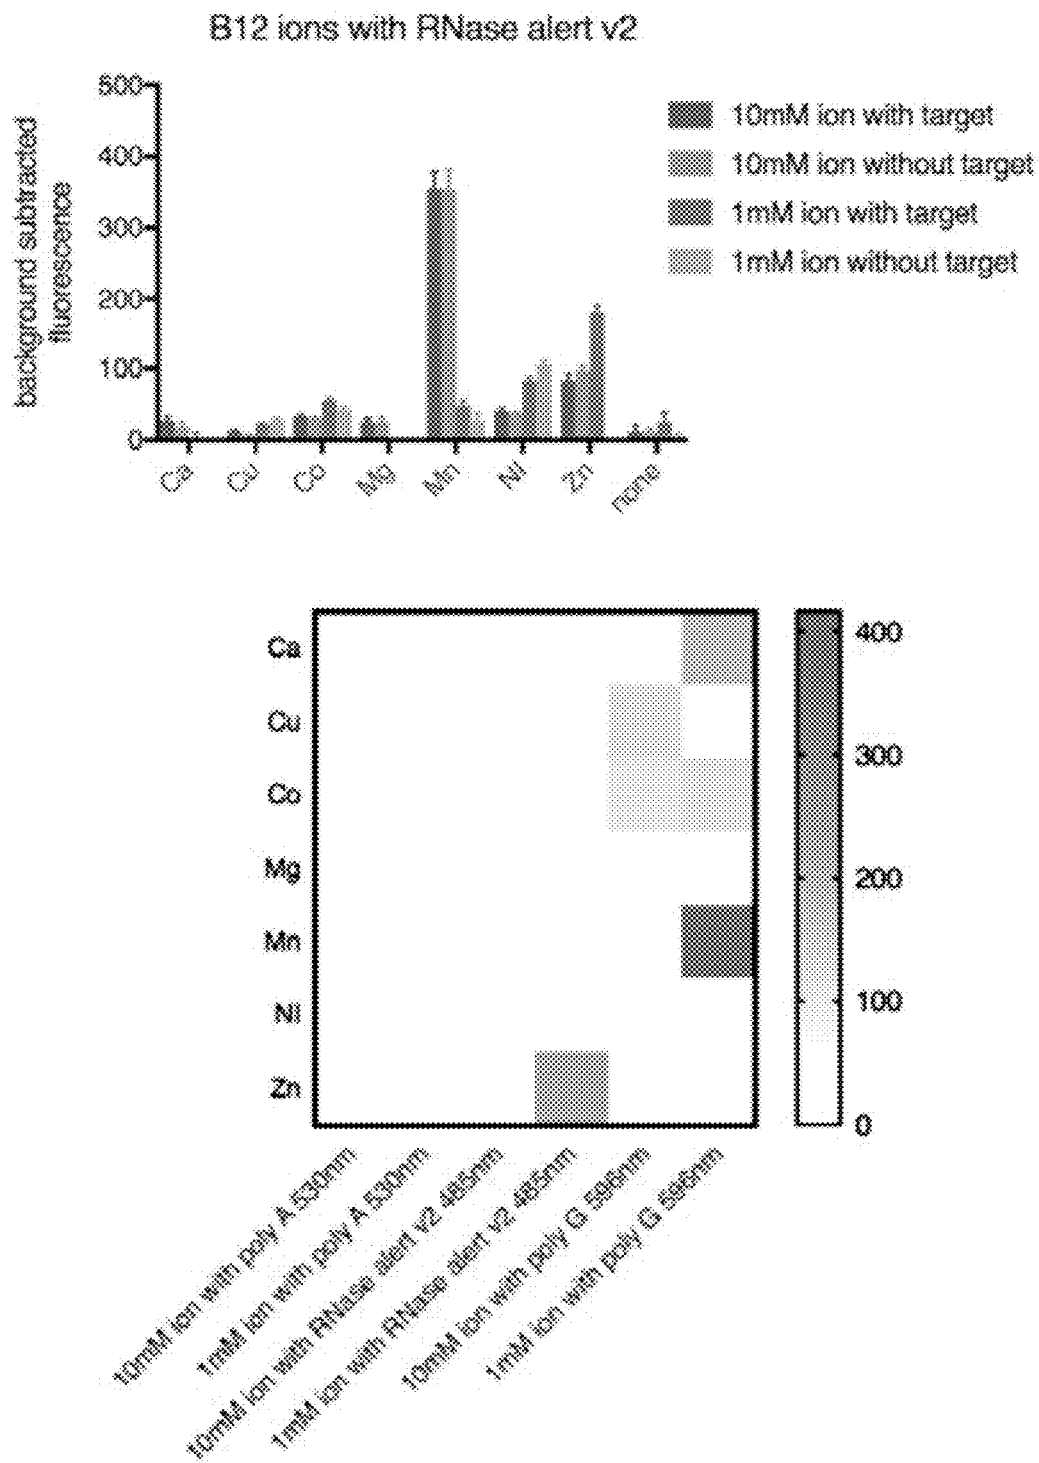 B12 ions with RNase alert v2
background subtracted
fluorescence
500
400
300
200
100
0
Ca
Cu
Co
Mg
Mn
Ni
Zn
none
10mM ion with target
10mM ion without target
1mM ion with target
1mM ion without target
Ca
Cu
Co
Mg
Mn
Ni
Zn
400
300
200
100
0
10mM ion with poly A 530nm
1mM ion with poly A 530nm
10mM ion with RNase alert v2 485nm
1mM ion with RNase alert v2 485nm
10mM ion with poly G 596nm
1mM ion with poly G 596nm